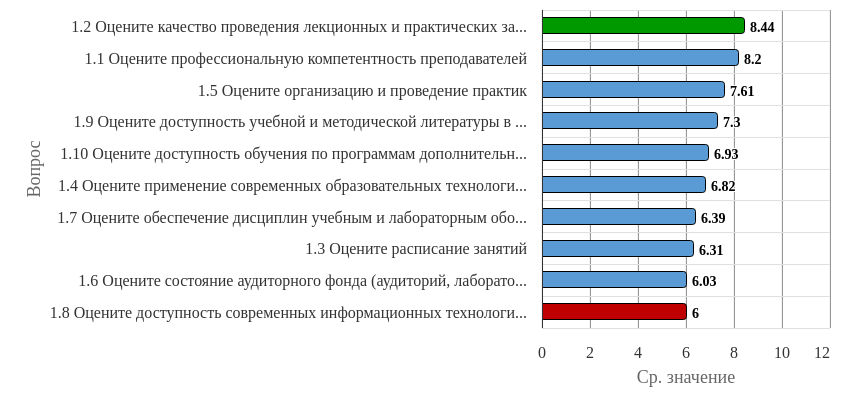 1.2 Оцените качество проведения лекционных и практических за...
8.44
1.1 Оцените профессиональную компетентность преподавателей
8.2
1.5 Оцените организацию и проведение практик
7.61
1.9 Оцените доступность учебной и методической литературы в ...
7.3
1.10 Оцените доступность обучения по программам дополнительн...
6.93
1.4 Оцените применение современных образовательных технологи...
6.82
1.7 Оцените обеспечение дисциплин учебным и лабораторным обо...
6.39
1.3 Оцените расписание занятий
6.31
1.6 Оцените состояние аудиторного фонда (аудиторий, лаборато...
6.03
1.8 Оцените доступность современных информационных технологи...
6
Вопрос
0 2 4 6 8 10 12
Ср. значение